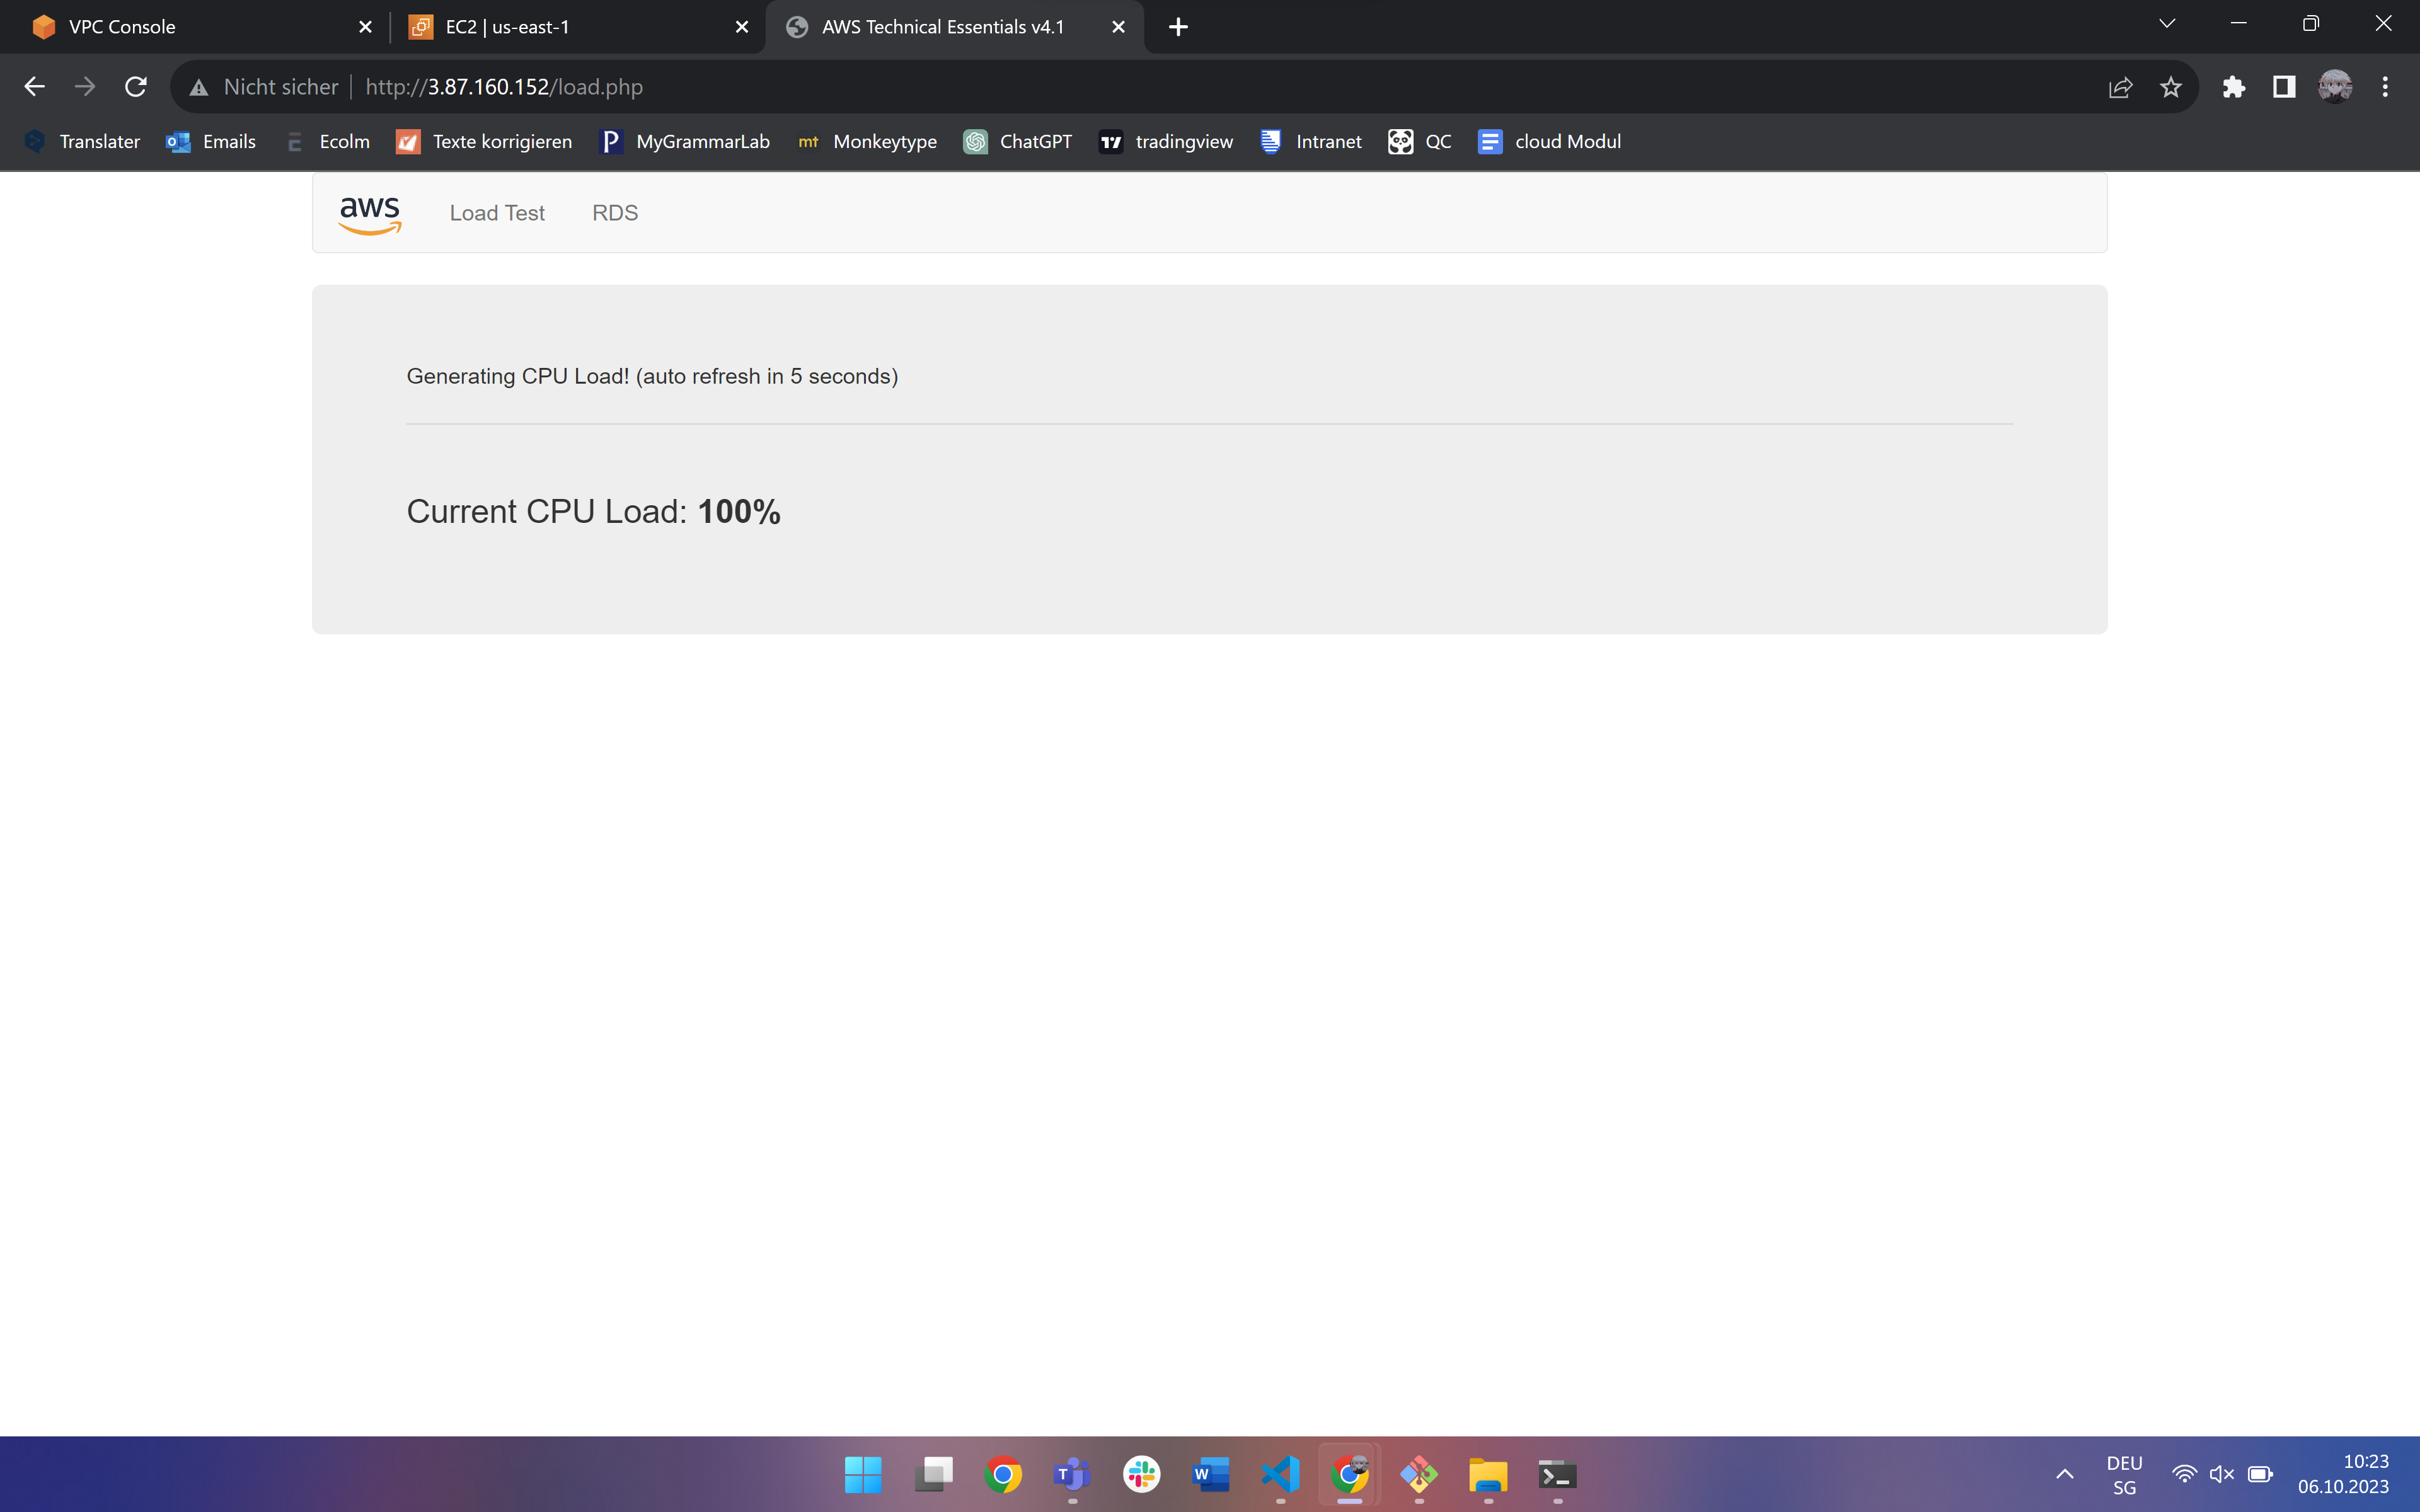 VPC Console
EC2 | us-east-1
AWS Technical Essentials v4.1
Nicht sicher
http://3.87.160.152/load.php
Translater
Emails
Ecolm
Texte korrigieren
MyGrammarLab
mt Monkeytype
ChatGPT
tradingview
Intranet
QC
cloud Modul
aws
Load Test
RDS
Generating CPU Load! (auto refresh in 5 seconds)
Current CPU Load: 100%
DEU
SG
10:23
06.10.2023